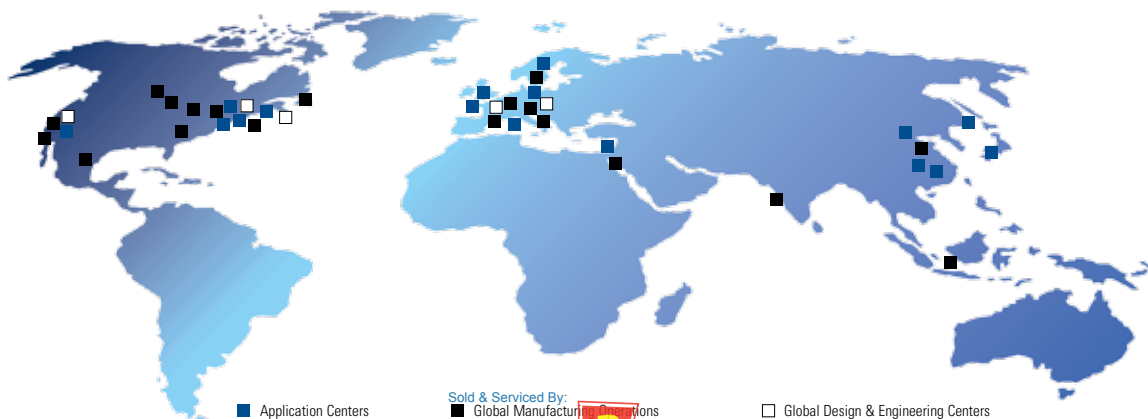 Sold & Serviced By:
Application Centers
Global Manufacturing Operations
Global Design & Engineering Centers